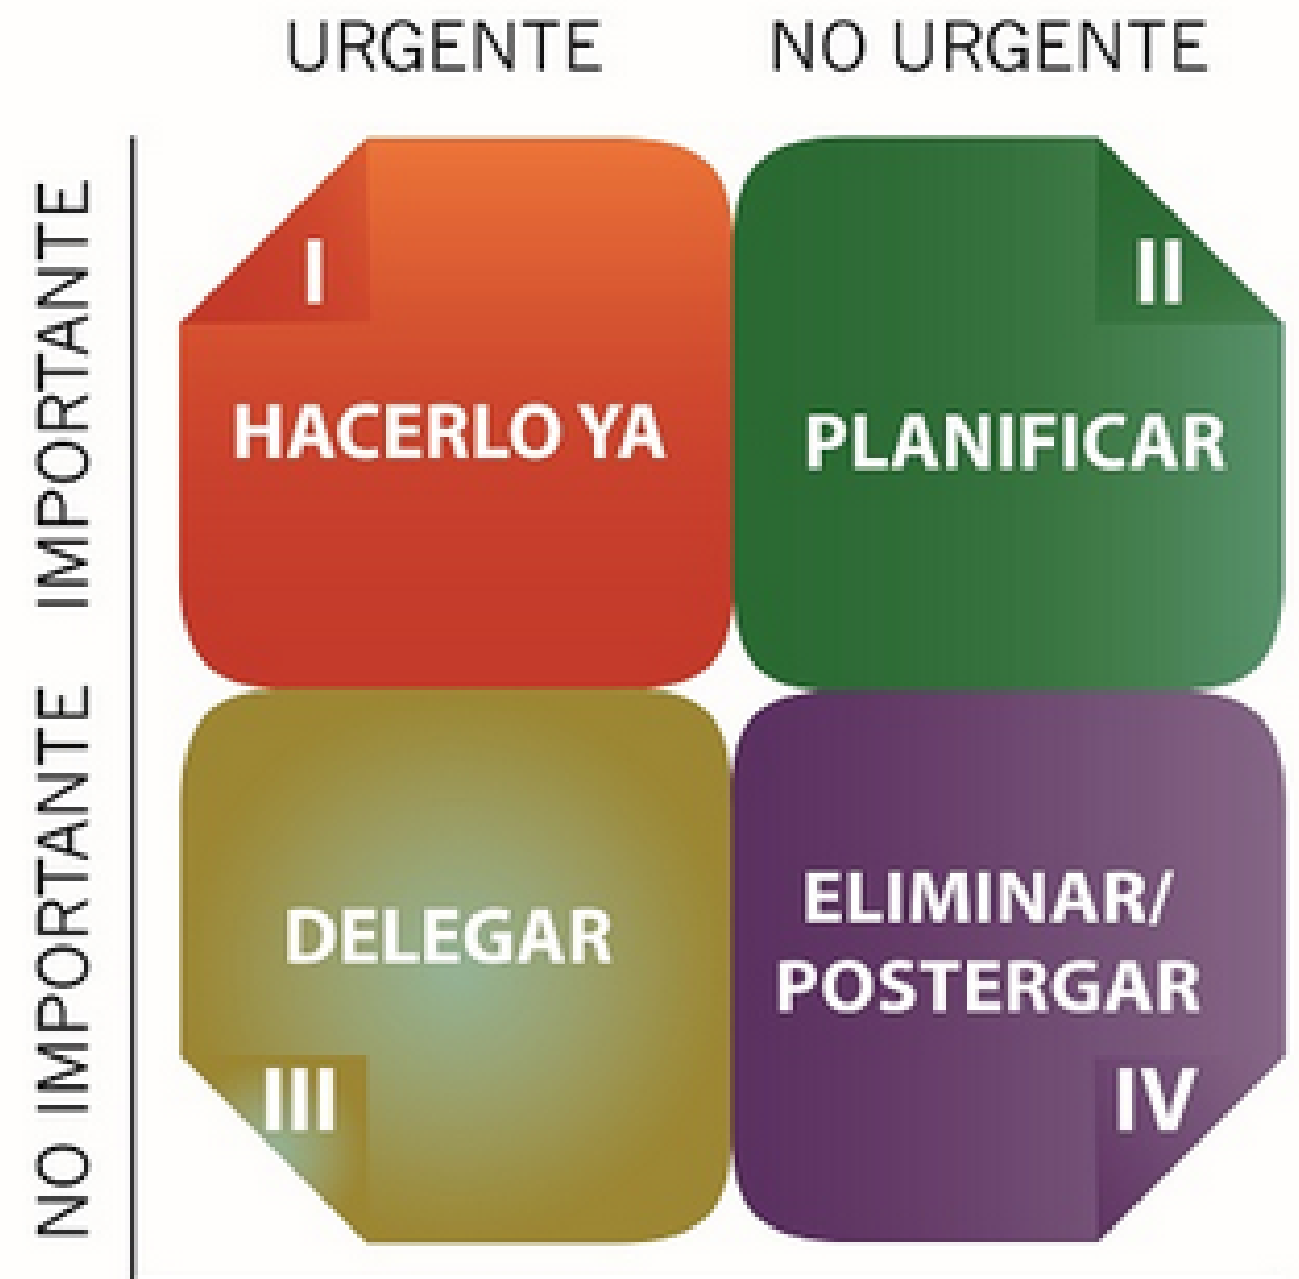 URGENTE
NO URGENTE
IMPORTANTE
I
HACERLO YA
II
PLANIFICAR
NO IMPORTANTE
DELEGAR
III
ELIMINAR/
POSTERGAR
IV